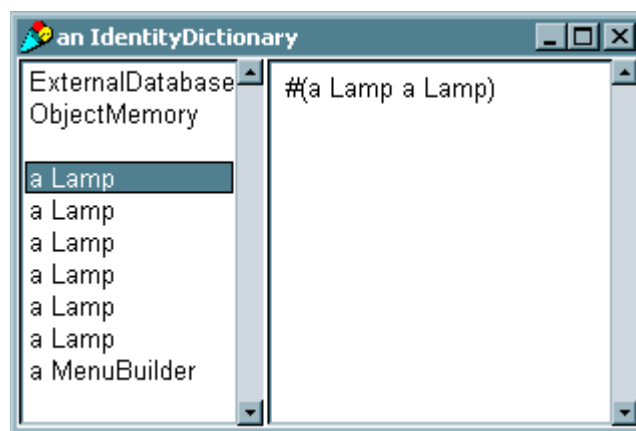 an IdentityDictionary
ExternalDatabase
ObjectMemory
a Lamp
a Lamp
a Lamp
a Lamp
a Lamp
a Lamp
a MenuBuilder
#(a Lamp a Lamp)